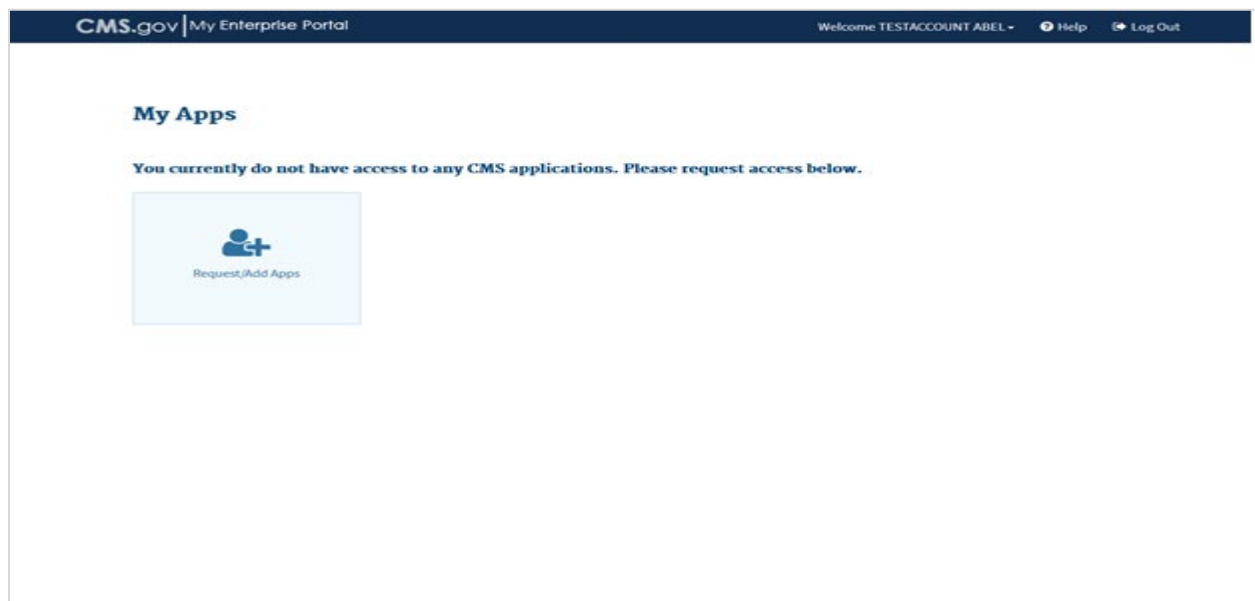 CMS.gov My Enterprise Portal
Welcome TESTACCOUNT ABEL Help Log Out
My Apps
You currently do not have access to any CMS applications. Please request access below.
Request/Add Apps